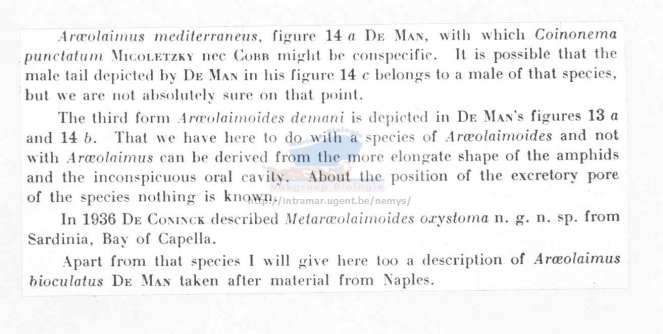 Aræolaimus mediterraneus, figure 14 a De Man, with which Coinonema
punctatum Micoletzky nec Cobb might be conspecific. It is possible that the
male tail depicted by De Man in his figure 14 c belongs to a male of that species,
but we are not absolutely sure on that point.
The third form Aræolaimoides demani is depicted in De Man's figures 13 a
and 14 b. That we have here to do with a species of Aræolaimoides and not
with Aræolaimus can be derived from the more elongate shape of the amphids
and the inconspicuous oral cavity. About the position of the excretory pore
Vakgroep Biologie
of the species nothing is known.
http://intramar.ugent.be/nemys/
In 1936 De Coninck described Metaræolaimoides oxystoma n. g. n. sp. from
Sardinia, Bay of Capella.
Apart from that species I will give here too a description of Aræolaimus
bioculatus De Man taken after material from Naples.